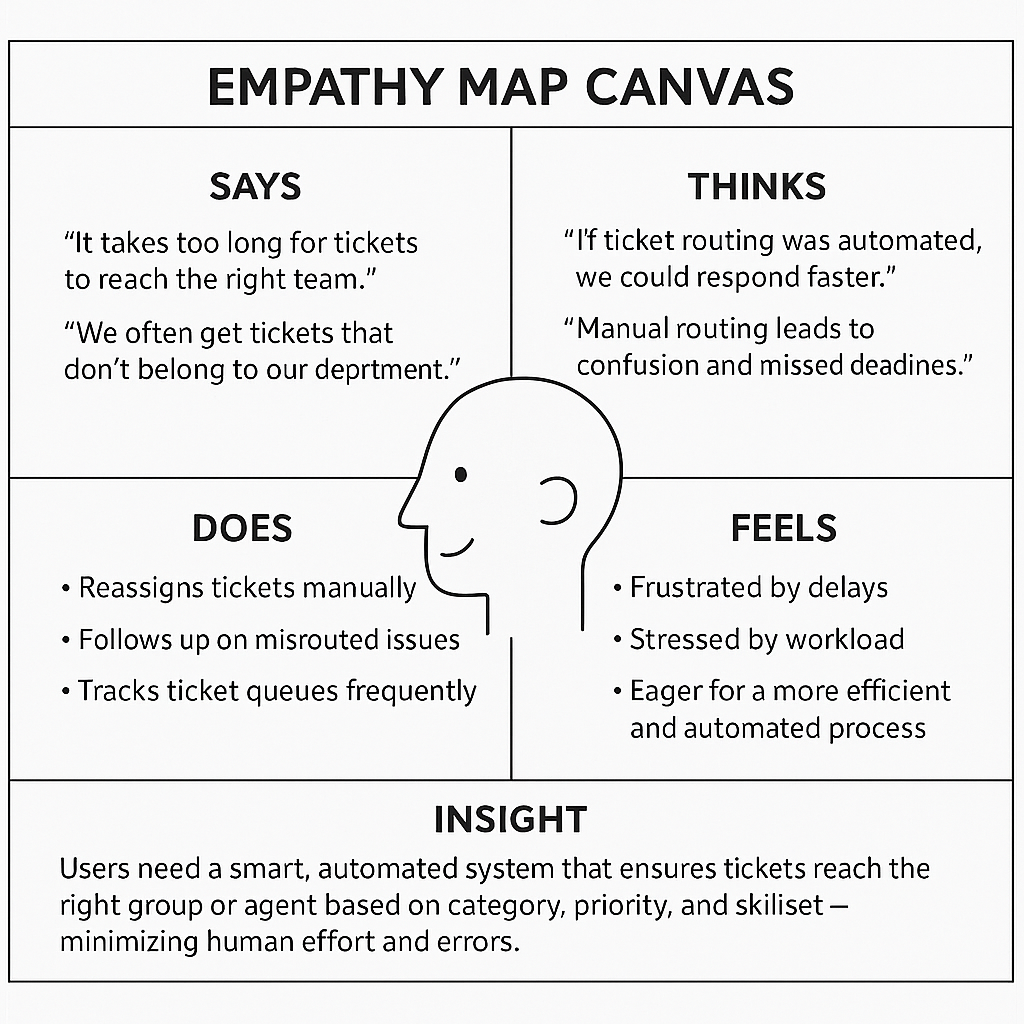 EMPATHY MAP CANVAS
SAYS
“It takes too long for tickets
to reach the right team.”
“We often get tickets that
don’t belong to our deprtment.”
THINKS
“I'f ticket routing was automated,
we could respond faster.”
“Manual routing leads to
confusion and missed deadines.”
DOES
• Reassigns tickets manually
• Follows up on misrouted issues
• Tracks ticket queues frequently
FEELS
• Frustrated by delays
• Stressed by workload
• Eager for a more efficient
and automated process
INSIGHT
Users need a smart, automated system that ensures tickets reach the
right group or agent based on category, priority, and skiliset —
minimizing human effort and errors.